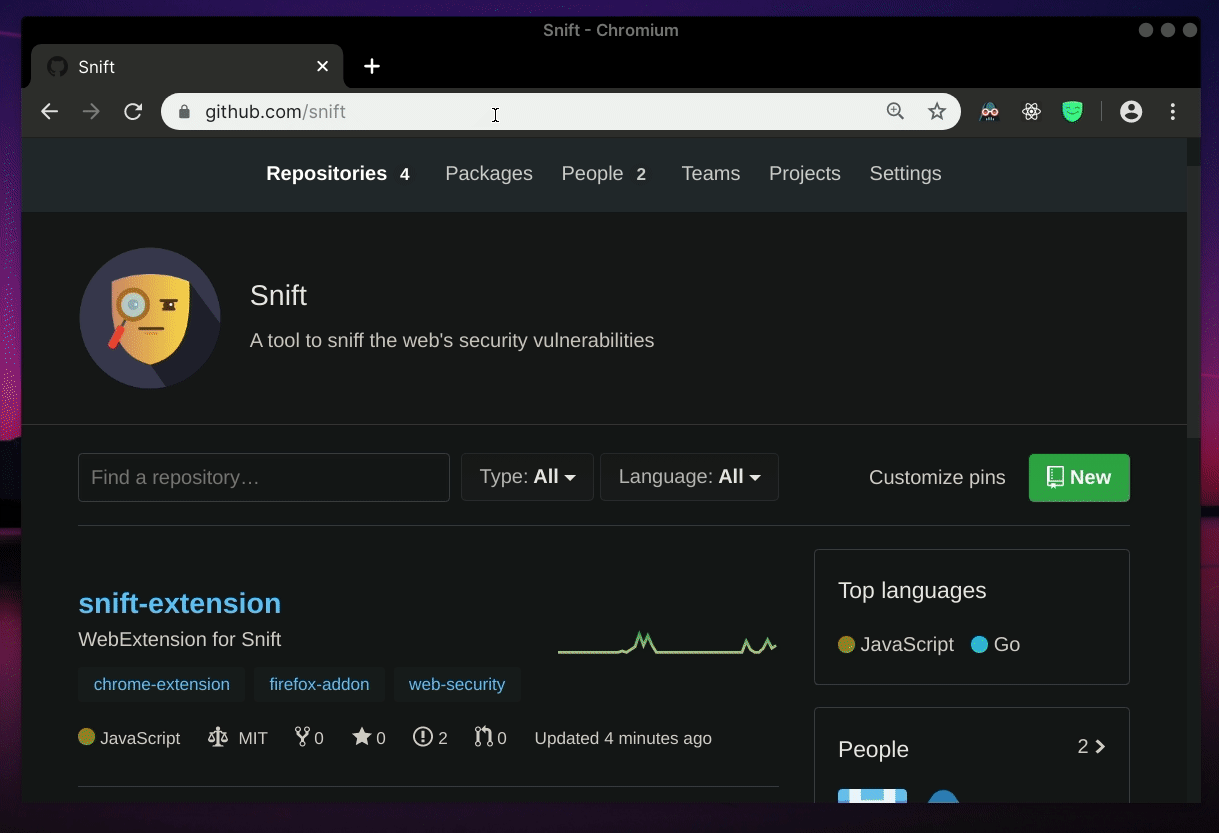 Snift - Chromium
Snift
github.com/snift
Repositories 4 Packages People 2 Teams Projects Settings
Snift
A tool to sniff the web's security vulnerabilities
Find a repository…
Type: All
Language: All
Customize pins
New
snift-extension
WebExtension for Snift
chrome-extension firefox-addon web-security
JavaScript MIT 0 0 2 0 Updated 4 minutes ago
Top languages
JavaScript Go
People 2